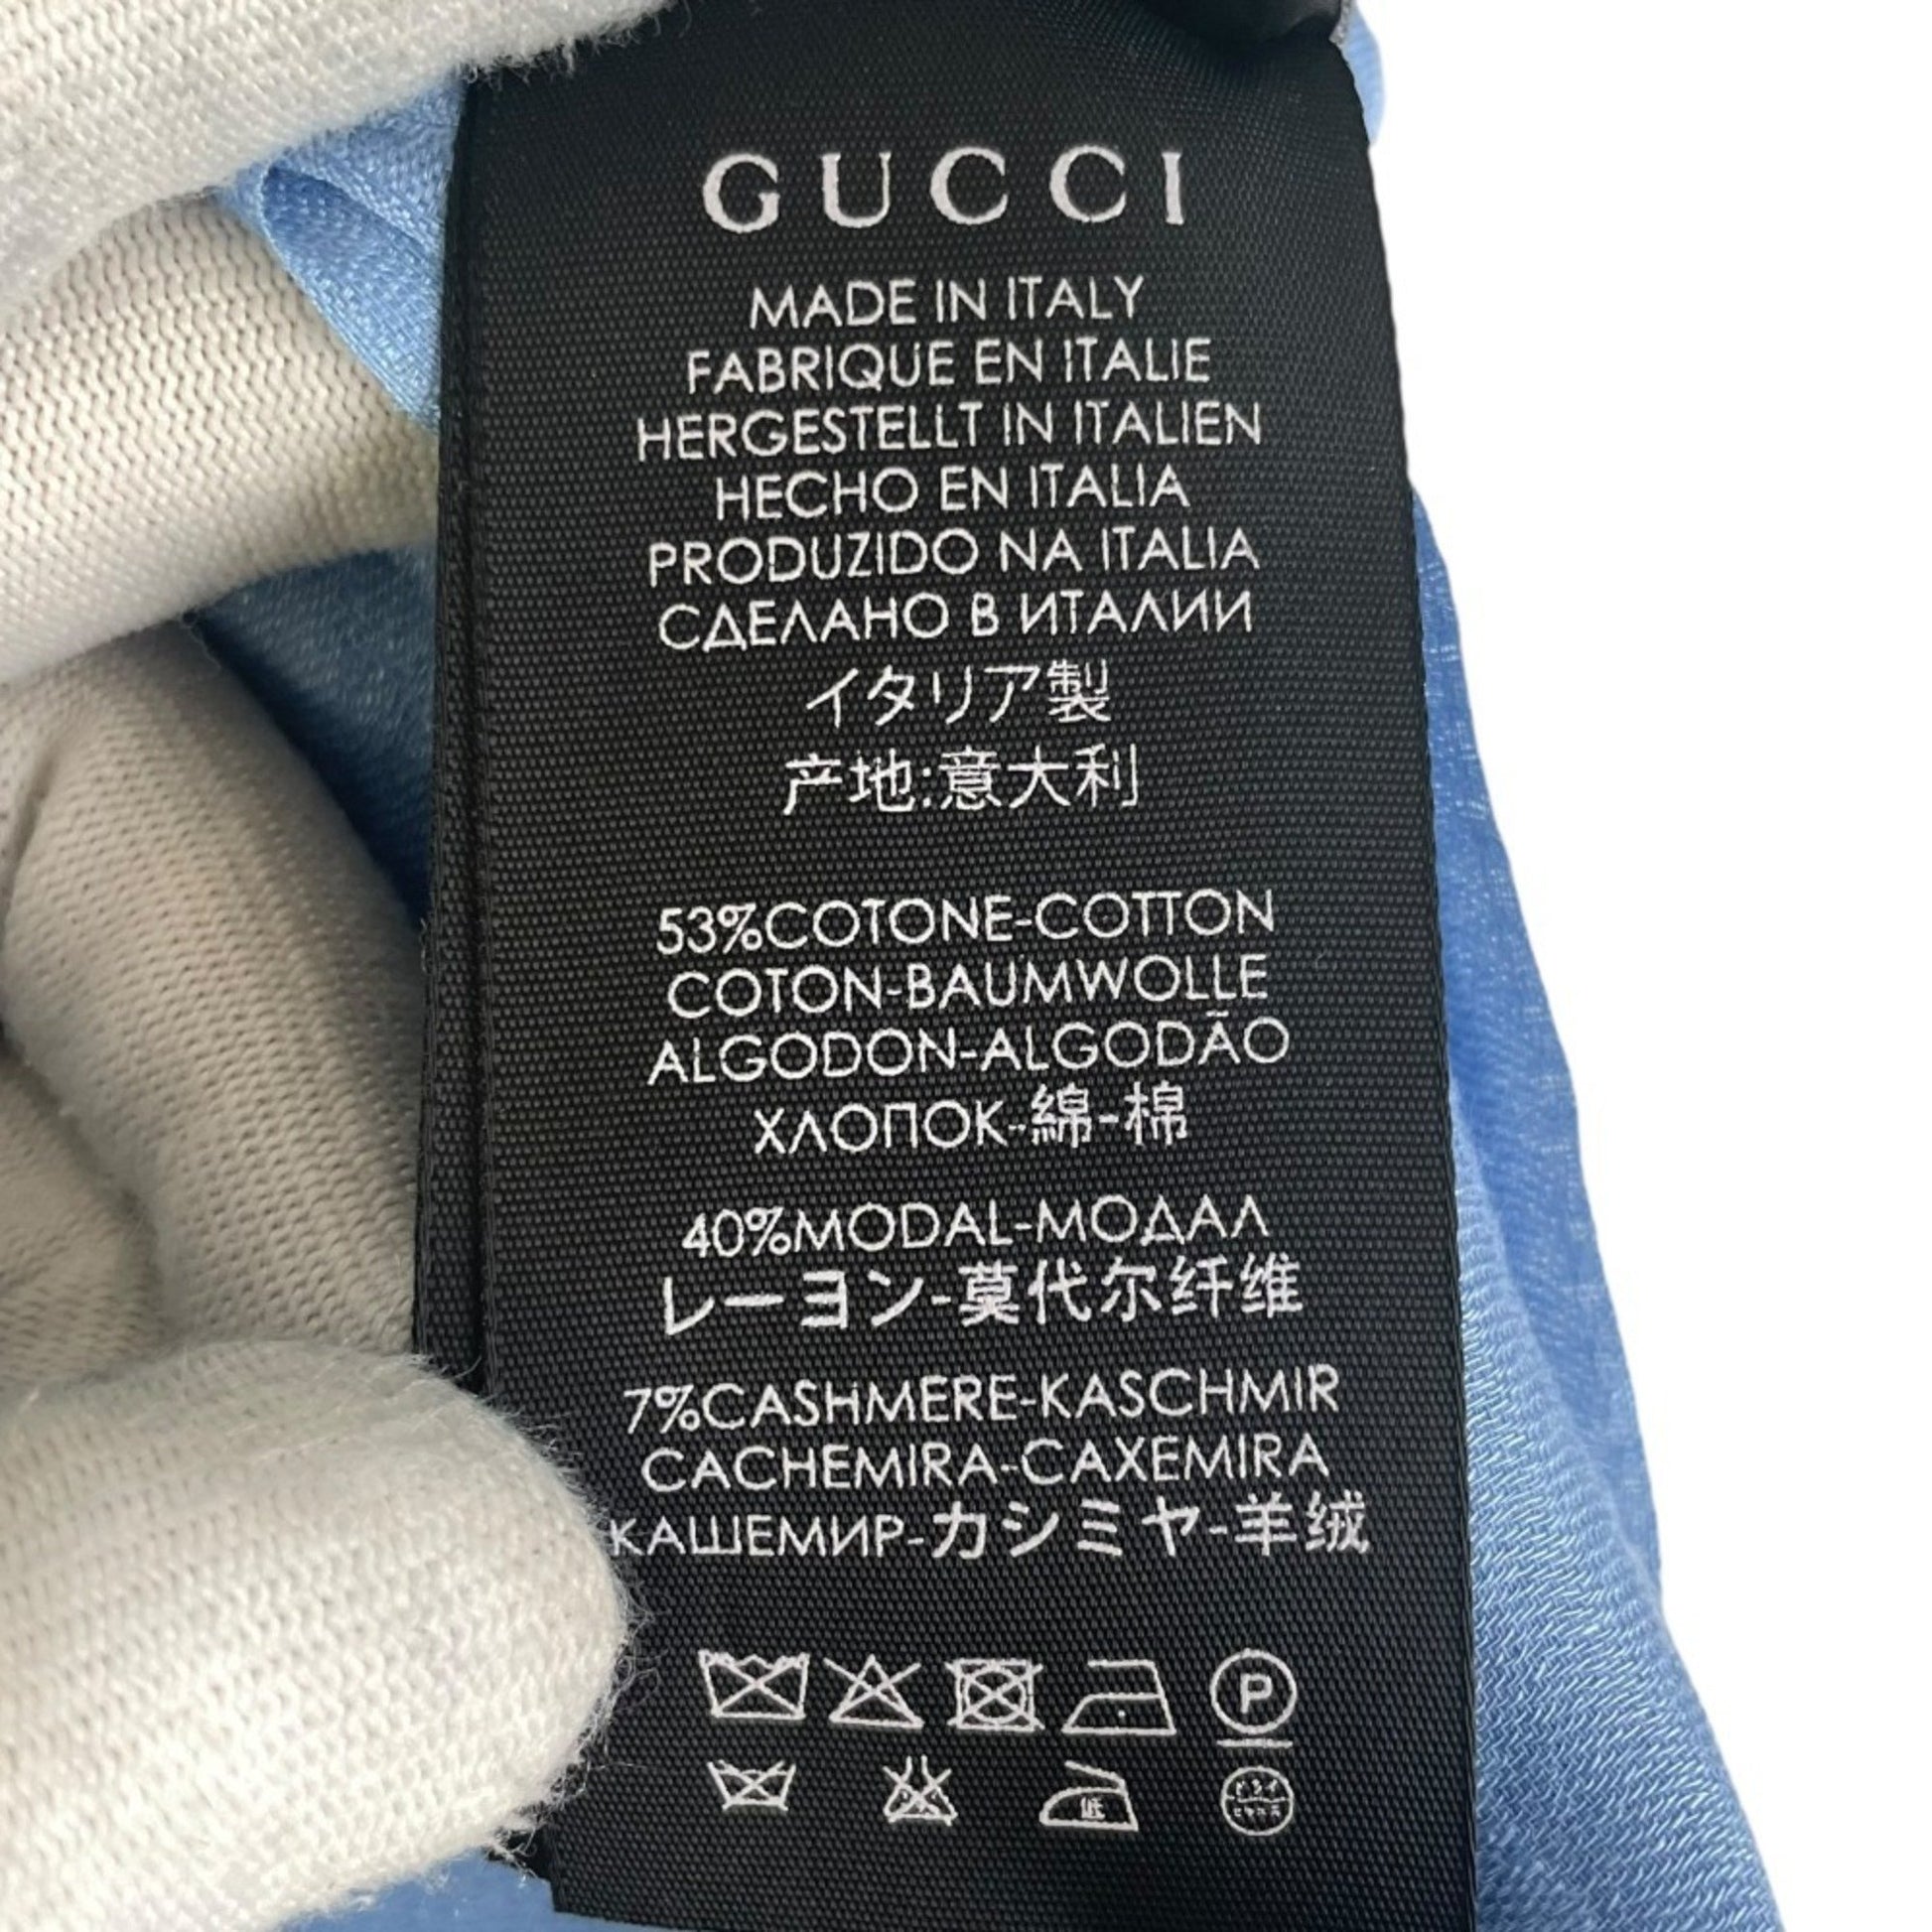 GUCCI
MADE IN ITALY
FABRIQUE EN ITALIE
HERGESTELLT IN ITALIEN
HECHO EN ITALIA
PRODUZIDO NA ITALIA
СДЕЛАНО В ИТАЛИИ
イタリア製
产地:意大利
53%COTONE-COTTON
COTON-BAUMWOLLE
ALGODON-ALGODÃO
ХЛОПОК-綿-棉
40%MODAL-МОДАЛ
レーヨン-莫代尔纤维
7%CASHMERE-KASCHMIR
CACHEMIRA-CAXEMIRA
КАШЕМИР-カシミヤ-羊绒
P
低